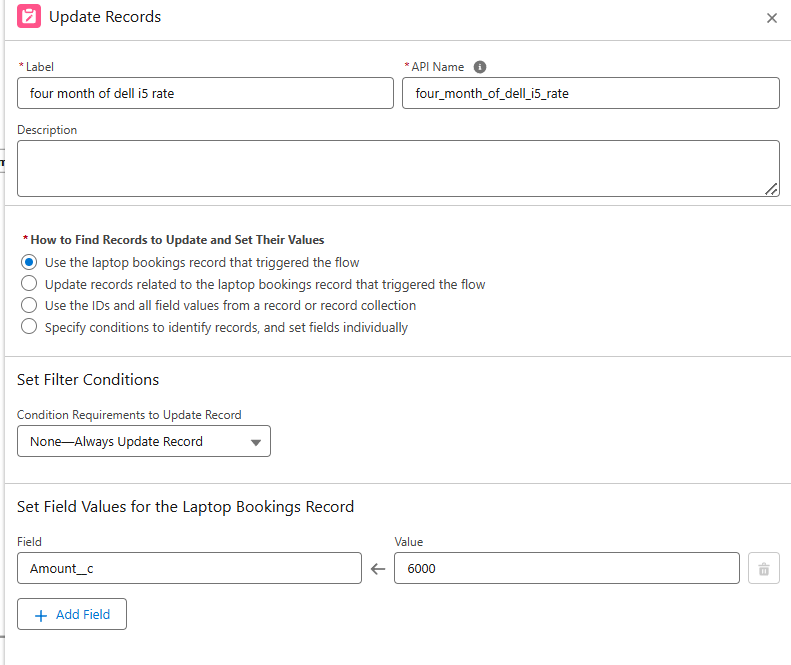 Update Records
* Label
* API Name
four month of dell i5 rate
four_month_of_dell_i5_rate
Description
* How to Find Records to Update and Set Their Values
Use the laptop bookings record that triggered the flow
Update records related to the laptop bookings record that triggered the flow
Use the IDs and all field values from a record or record collection
Specify conditions to identify records, and set fields individually
Set Filter Conditions
Condition Requirements to Update Record
None—Always Update Record
Set Field Values for the Laptop Bookings Record
Field
Value
Amount__c
6000
+ Add Field